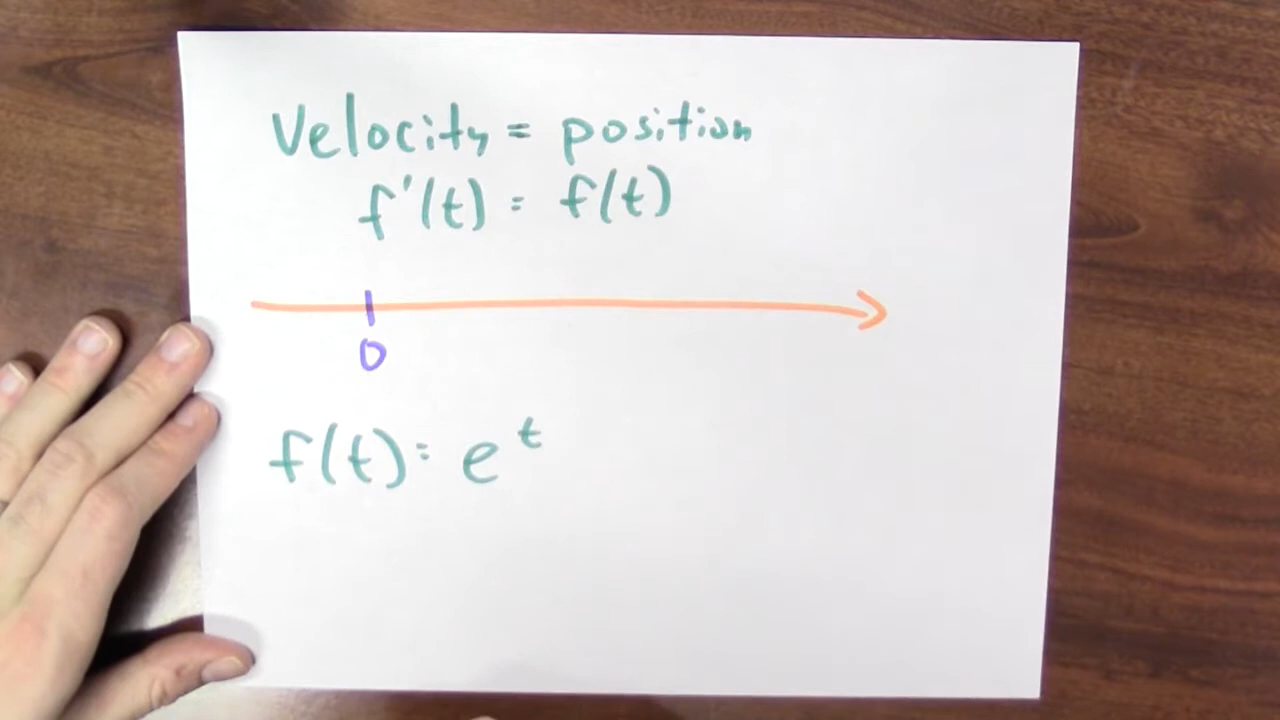 Velocity = position
f'(t) = f(t)
0
f(t) = e^t